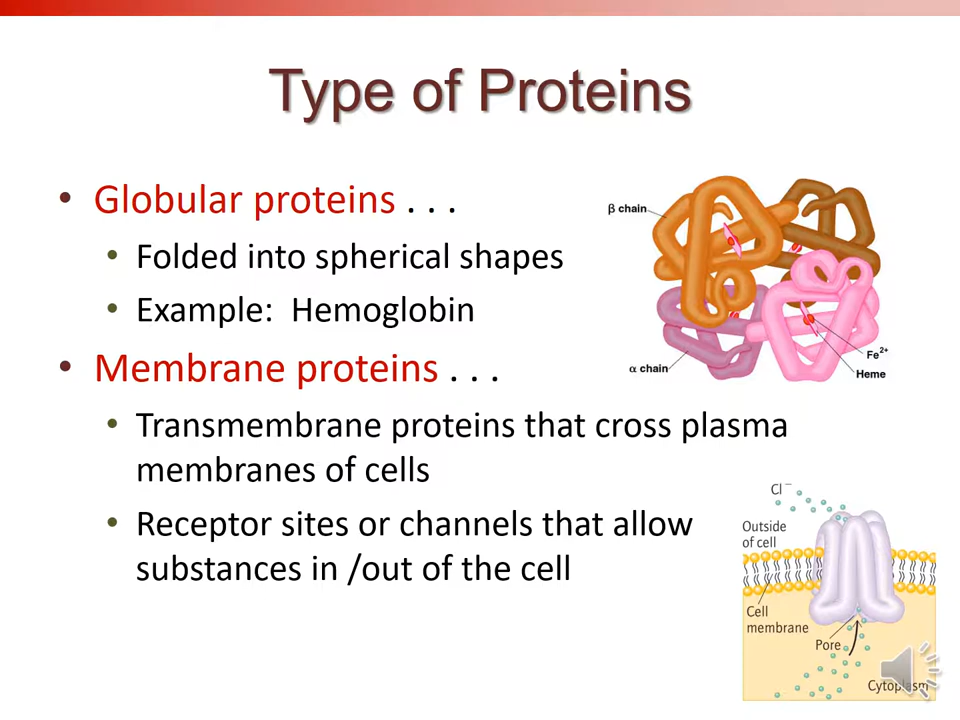 Type of Proteins
• Globular proteins . . .
• Folded into spherical shapes
• Example: Hemoglobin
β chain
α chain
Fe2+
Heme
• Membrane proteins . . .
• Transmembrane proteins that cross plasma
membranes of cells
• Receptor sites or channels that allow
substances in /out of the cell
Cl−
Outside
of cell
Cell
membrane
Pore
Cytoplasm